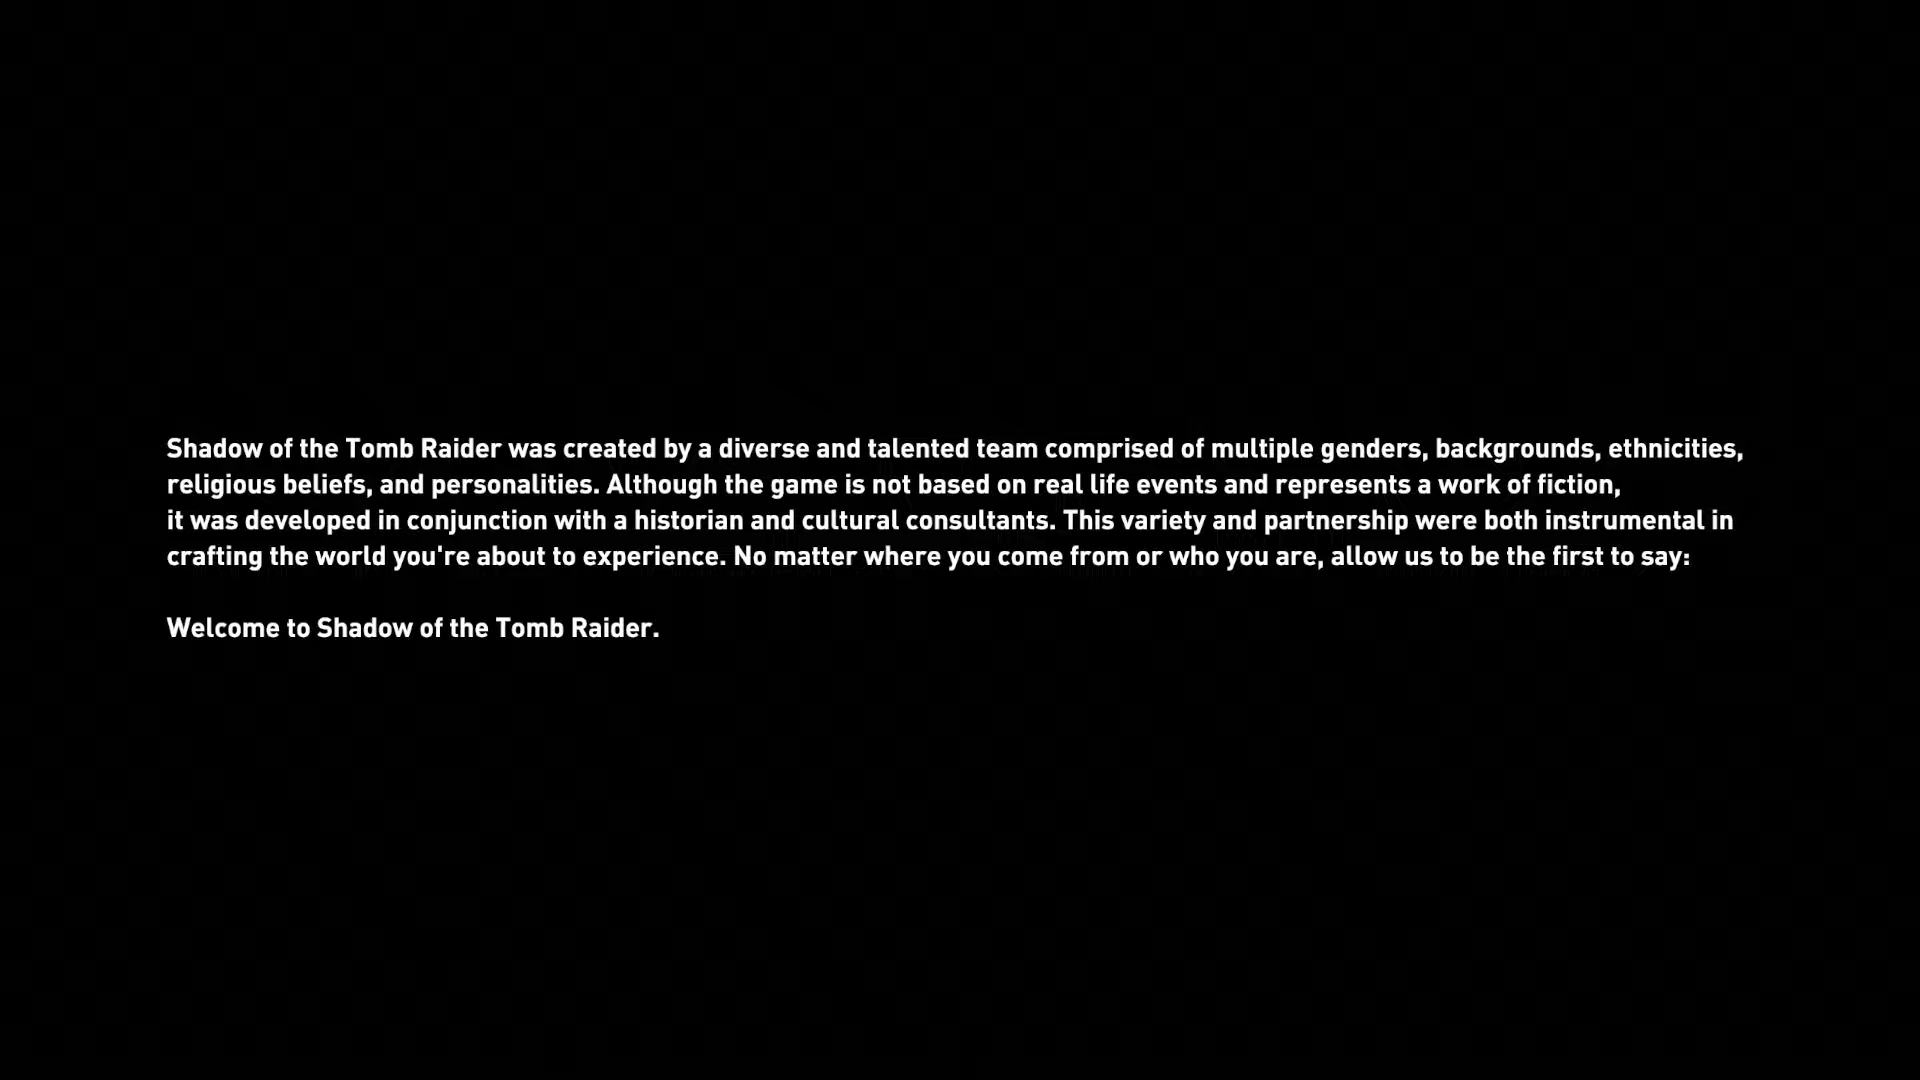 Shadow of the Tomb Raider was created by a diverse and talented team comprised of multiple genders, backgrounds, ethnicities,
religious beliefs, and personalities. Although the game is not based on real life events and represents a work of fiction,
it was developed in conjunction with a historian and cultural consultants. This variety and partnership were both instrumental in
crafting the world you're about to experience. No matter where you come from or who you are, allow us to be the first to say:
Welcome to Shadow of the Tomb Raider.